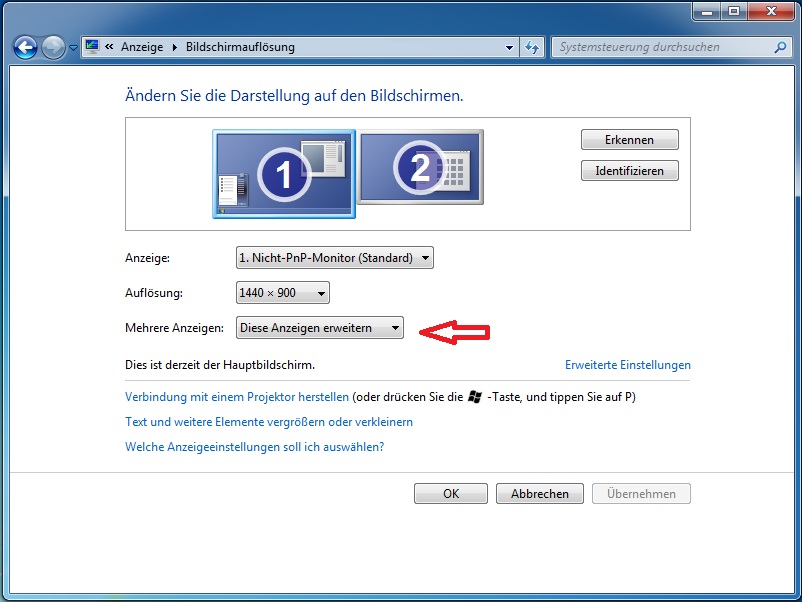 « Anzeige ▸ Bildschirmauflösung
Systemsteuerung durchsuchen
Ändern Sie die Darstellung auf den Bildschirmen.
1 2
Erkennen
Identifizieren
Anzeige: 1. Nicht-PnP-Monitor (Standard)
Auflösung: 1440 × 900
Mehrere Anzeigen: Diese Anzeigen erweitern
Dies ist derzeit der Hauptbildschirm. Erweiterte Einstellungen
Verbindung mit einem Projektor herstellen (oder drücken Sie die -Taste, und tippen Sie auf P)
Text und weitere Elemente vergrößern oder verkleinern
Welche Anzeigeeinstellungen soll ich auswählen?
OK Abbrechen Übernehmen